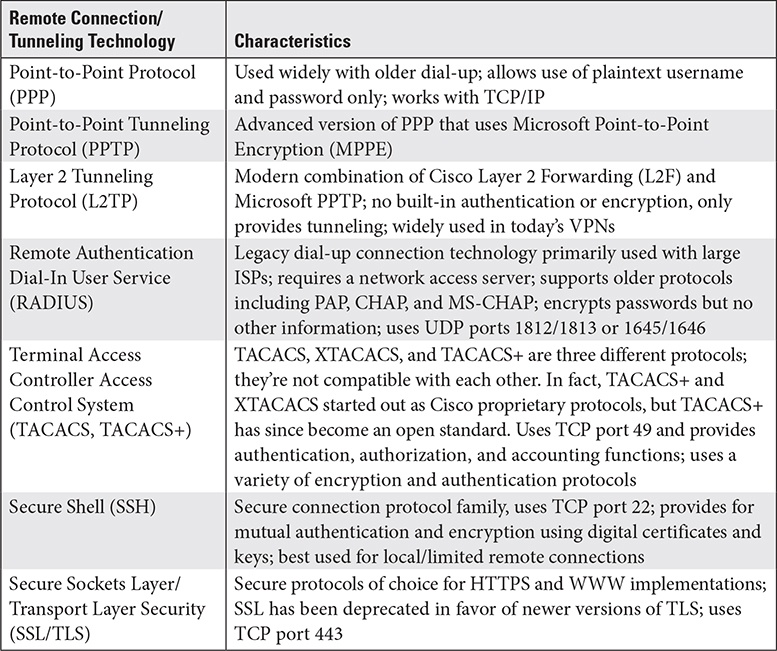 Remote Connection/
Tunneling Technology
Characteristics
Point-to-Point Protocol
(PPP)
Used widely with older dial-up; allows use of plaintext username
and password only; works with TCP/IP
Point-to-Point Tunneling
Protocol (PPTP)
Advanced version of PPP that uses Microsoft Point-to-Point
Encryption (MPPE)
Layer 2 Tunneling
Protocol (L2TP)
Modern combination of Cisco Layer 2 Forwarding (L2F) and
Microsoft PPTP; no built-in authentication or encryption, only
provides tunneling; widely used in today's VPNs
Remote Authentication
Dial-In User Service
(RADIUS)
Legacy dial-up connection technology primarily used with large
ISPs; requires a network access server; supports older protocols
including PAP, CHAP, and MS-CHAP; encrypts passwords but no
other information; uses UDP ports 1812/1813 or 1645/1646
Terminal Access
Controller Access
Control System
(TACACS, TACACS+)
TACACS, XTACACS, and TACACS+ are three different protocols;
they're not compatible with each other. In fact, TACACS+ and
XTACACS started out as Cisco proprietary protocols, but TACACS+
has since become an open standard. Uses TCP port 49 and provides
authentication, authorization, and accounting functions; uses a
variety of encryption and authentication protocols
Secure Shell (SSH)
Secure connection protocol family, uses TCP port 22; provides for
mutual authentication and encryption using digital certificates and
keys; best used for local/limited remote connections
Secure Sockets Layer/
Transport Layer Security
(SSL/TLS)
Secure protocols of choice for HTTPS and WWW implementations;
SSL has been deprecated in favor of newer versions of TLS; uses
TCP port 443